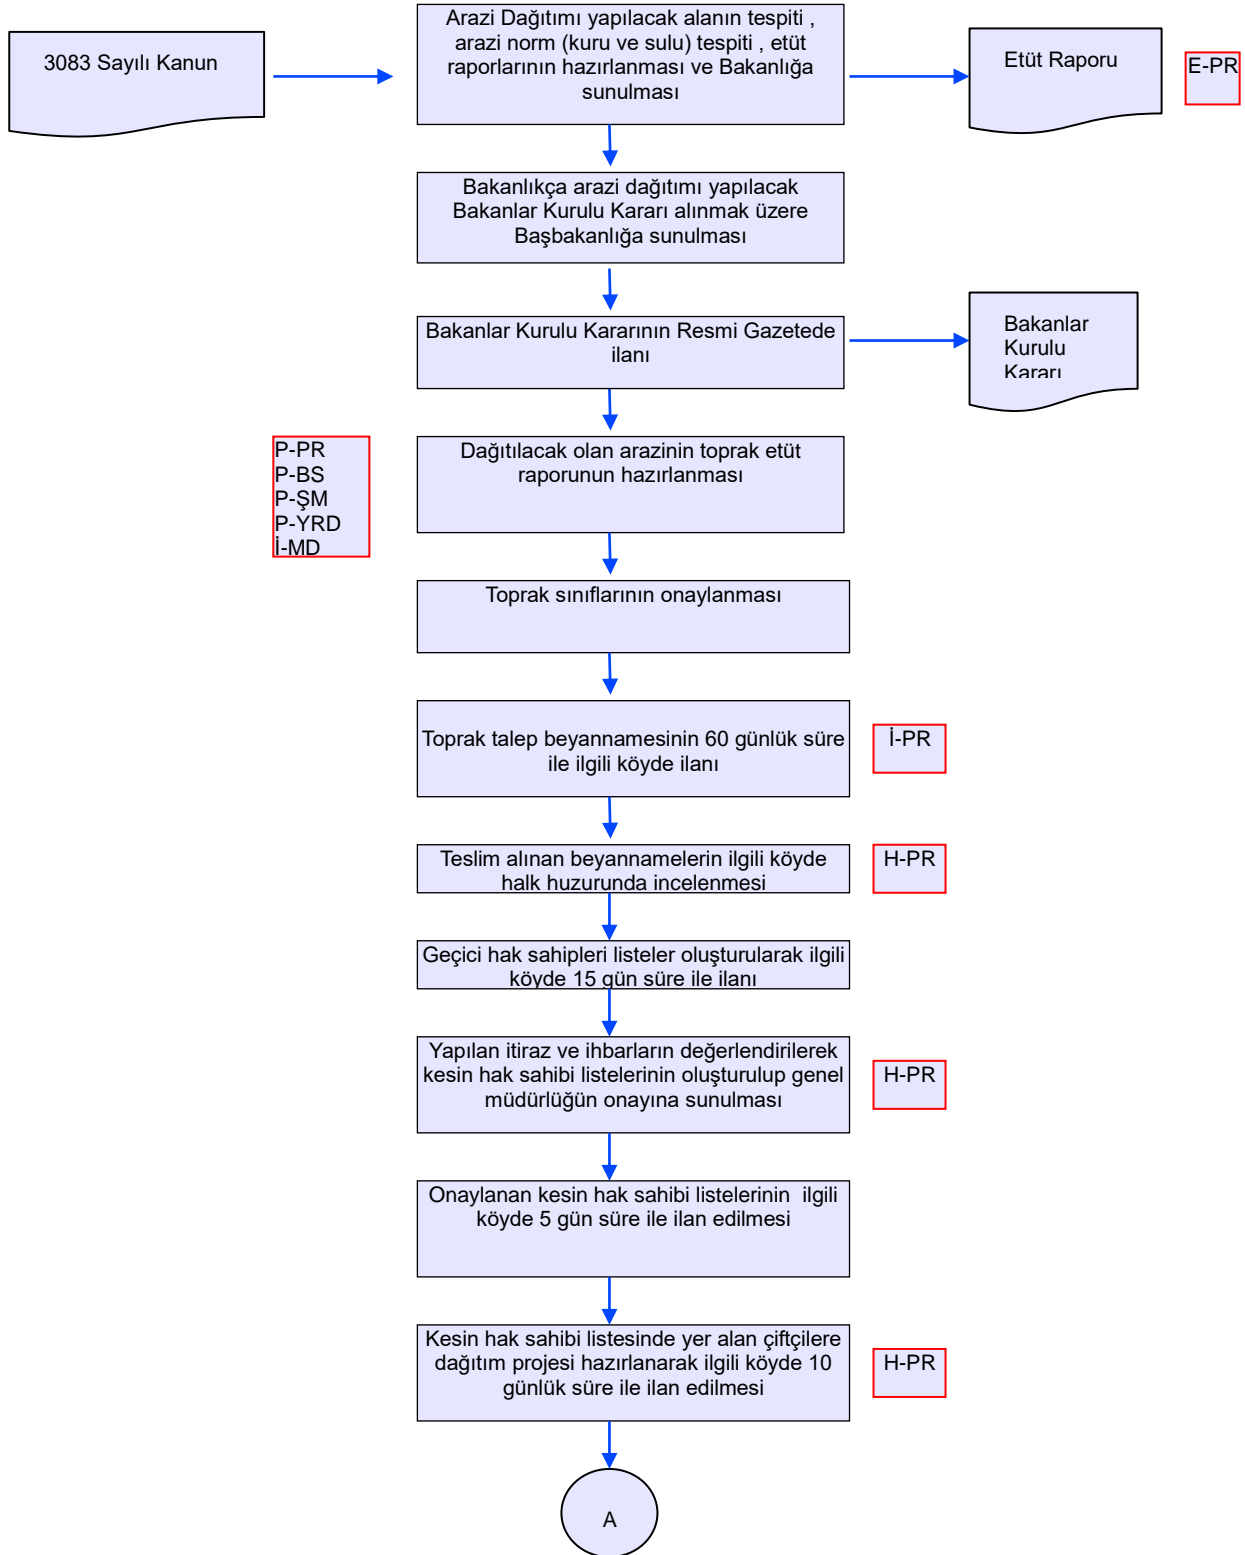 3083 Sayılı Kanun
Arazi Dağıtımı yapılacak alanın tespiti ,
arazi norm (kuru ve sulu) tespiti , etüt
raporlarının hazırlanması ve Bakanlığa
sunulması
Etüt Raporu
E-PR
Bakanlıkça arazi dağıtımı yapılacak
Bakanlar Kurulu Kararı alınmak üzere
Başbakanlığa sunulması
Bakanlar Kurulu Kararının Resmi Gazetede
ilanı
Bakanlar
Kurulu
Kararı
P-PR
P-BS
P-ŞM
P-YRD
İ-MD
Dağıtılacak olan arazinin toprak etüt
raporunun hazırlanması
Toprak sınıflarının onaylanması
Toprak talep beyannamesinin 60 günlük süre
ile ilgili köyde ilanı
İ-PR
Teslim alınan beyannamelerin ilgili köyde
halk huzurunda incelenmesi
H-PR
Geçici hak sahipleri listeler oluşturularak ilgili
köyde 15 gün süre ile ilanı
Yapılan itiraz ve ihbarların değerlendirilerek
kesin hak sahibi listelerinin oluşturulup genel
müdürlüğün onayına sunulması
H-PR
Onaylanan kesin hak sahibi listelerinin  ilgili
köyde 5 gün süre ile ilan edilmesi
Kesin hak sahibi listesinde yer alan çiftçilere
dağıtım projesi hazırlanarak ilgili köyde 10
günlük süre ile ilan edilmesi
H-PR
A